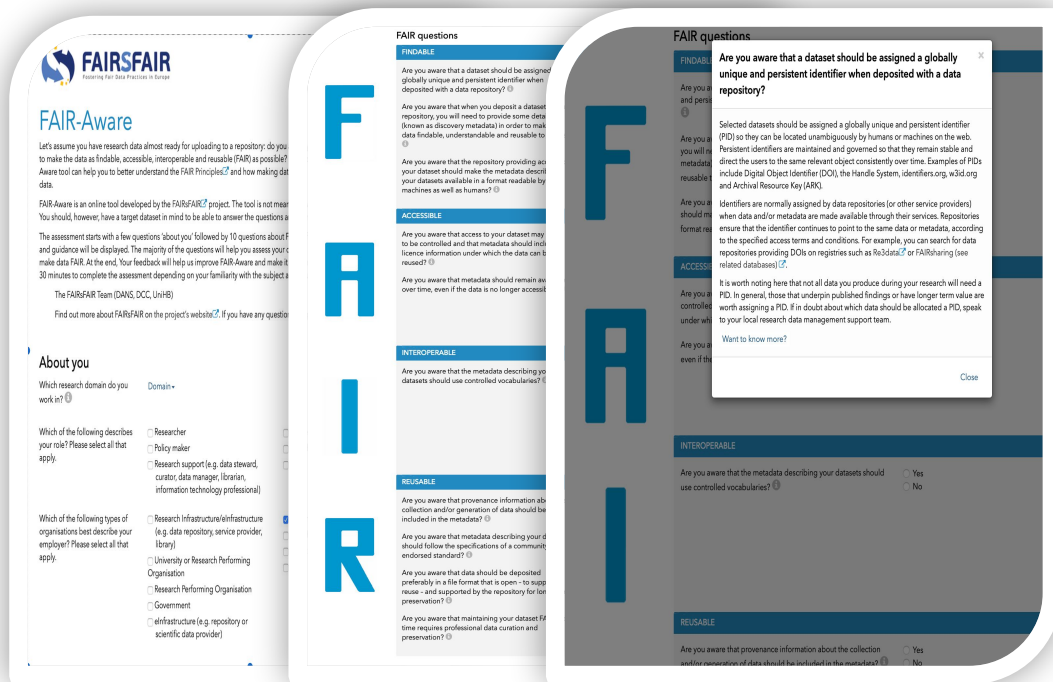 FAIRSFAIR
Fostering Fair Data Practices in Europe
FAIR-Aware
Let's assume you have research data almost ready for uploading to a repository: do you
to make the data as findable, accessible, interoperable and reusable (FAIR) as possible?
Aware tool can help you to better understand the FAIR Principles and how making dat
data.
FAIR-Aware is an online tool developed by the FAIRsFAIR project. The tool is not mean
You should, however, have a target dataset in mind to be able to answer the questions a
The assessment starts with a few questions 'about you' followed by 10 questions about F
and guidance will be displayed. The majority of the questions will help you assess your
make data FAIR. At the end, Your feedback will help us improve FAIR-Aware and make it
30 minutes to complete the assessment depending on your familiarity with the subject a
The FAIRsFAIR Team (DANS, DCC, UniHB)
Find out more about FAIRsFAIR on the project's website. If you have any question
About you
Which research domain do you
work in?
Domain
Which of the following describes
your role? Please select all that
apply.
Researcher
Policy maker
Research support (e.g. data steward,
curator, data manager, librarian,
information technology professional)
Which of the following types of
organisations best describe your
employer? Please select all that
apply.
Research Infrastructure/eInfrastructure
(e.g. data repository, service provider,
library)
University or Research Performing
Organisation
Research Performing Organisation
Government
eInfrastructure (e.g. repository or
scientific data provider)
F
A
I
R
FAIR questions
FINDABLE
Are you aware that a dataset should be assigned
globally unique and persistent identifier when
deposited with a data repository?
Are you aware that when you deposit a dataset
repository, you will need to provide some detai
(known as discovery metadata) in order to mak
data findable, understandable and reusable to
Are you aware that the repository providing acc
your dataset should make the metadata descri
your datasets available in a format readable by
machines as well as humans?
ACCESSIBLE
Are you aware that access to your dataset may
to be controlled and that metadata should inclu
licence information under which the data can b
reused?
Are you aware that metadata should remain ava
over time, even if the data is no longer accessib
INTEROPERABLE
Are you aware that the metadata describing yo
datasets should use controlled vocabularies?
REUSABLE
Are you aware that provenance information abo
collection and/or generation of data should be
included in the metadata?
Are you aware that metadata describing your d
should follow the specifications of a community
endorsed standard?
Are you aware that data should be deposited
preferably in a file format that is open - to supp
reuse - and supported by the repository for lon
preservation?
Are you aware that maintaining your dataset FA
time requires professional data curation and
preservation?
F
A
I
FAIR questions
FINDABLE
Are you a
and persis
Are you a
you will ne
metadata)
reusable t
Are you a
should ma
format rea
ACCESSIB
Are you a
controlled
under whi
Are you a
even if the
Are you aware that a dataset should be assigned a globally
unique and persistent identifier when deposited with a data
repository?
×
Selected datasets should be assigned a globally unique and persistent identifier
(PID) so they can be located unambiguously by humans or machines on the web.
Persistent identifiers are maintained and governed so that they remain stable and
direct the users to the same relevant object consistently over time. Examples of PIDs
include Digital Object Identifier (DOI), the Handle System, identifiers.org, w3id.org
and Archival Resource Key (ARK).
Identifiers are normally assigned by data repositories (or other service providers)
when data and/or metadata are made available through their services. Repositories
ensure that the identifier continues to point to the same data or metadata, according
to the specified access terms and conditions. For example, you can search for data
repositories providing DOIs on registries such as Re3data or FAIRsharing (see
related databases).
It is worth noting here that not all data you produce during your research will need a
PID. In general, those that underpin published findings or have longer term value are
worth assigning a PID. If in doubt about which data should be allocated a PID, speak
to your local research data management support team.
Want to know more?
Close
INTEROPERABLE
Are you aware that the metadata describing your datasets should
use controlled vocabularies?
Yes
No
REUSABLE
Are you aware that provenance information about the collection
and/or generation of data should be included in the metadata?
Yes
No